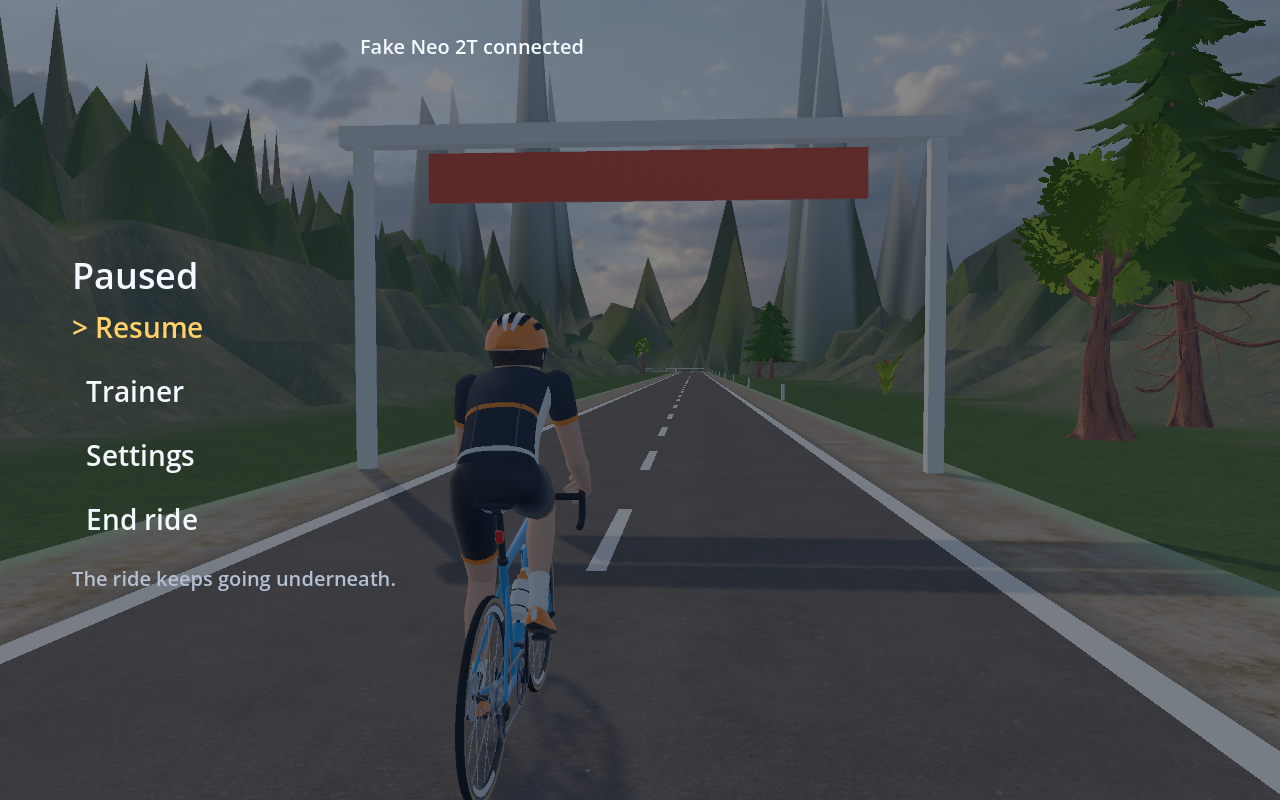 Fake Neo 2T connected
Paused
> Resume
Trainer
Settings
End ride
The ride keeps going underneath.